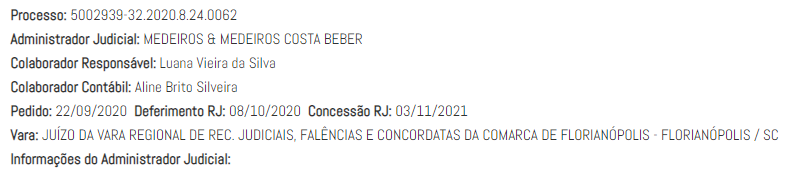 Processo: 5002939-32.2020.8.24.0062
Administrador Judicial: MEDEIROS & MEDEIROS COSTA BEBER
Colaborador Responsável: Luana Vieira da Silva
Colaborador Contábil: Aline Brito Silveira
Pedido: 22/09/2020 Deferimento RJ: 08/10/2020 Concessão RJ: 03/11/2021
Vara: JUÍZO DA VARA REGIONAL DE REC. JUDICIAIS, FALÊNCIAS E CONCORDATAS DA COMARCA DE FLORIANÓPOLIS - FLORIANÓPOLIS / SC
Informações do Administrador Judicial: